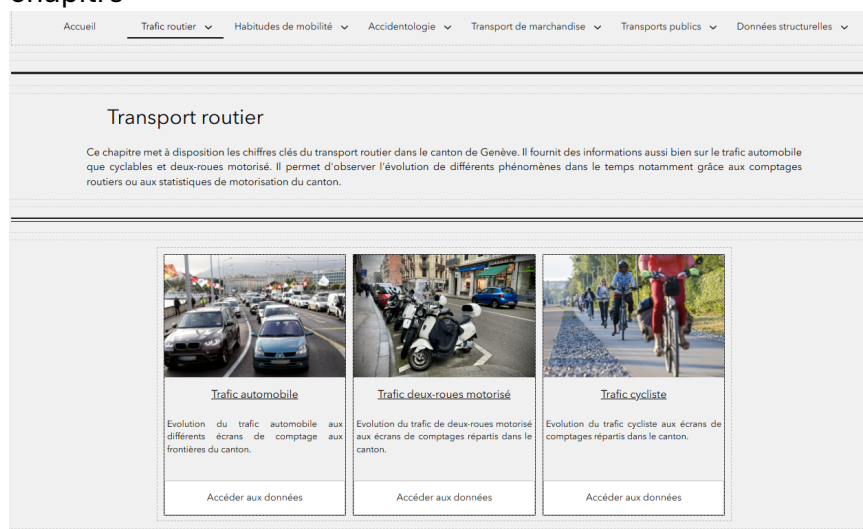 chapitre
Accueil Trafic routier Habitudes de mobilité Accidentologie Transport de marchandise Transports publics Données structurelles
Transport routier
Ce chapitre met à disposition les chiffres clés du transport routier dans le canton de Genève. Il fournit des informations aussi bien sur le trafic automobile
que cyclables et deux-roues motorisé. Il permet d'observer l'évolution de différents phénomènes dans le temps notamment grâce aux comptages
routiers ou aux statistiques de motorisation du canton.
Trafic automobile
Evolution du trafic automobile aux
différents écrans de comptage aux
frontières du canton.
Accéder aux données
Trafic deux-roues motorisé
Evolution du trafic de deux-roues motorisé
aux écrans de comptages répartis dans le
canton.
Accéder aux données
Trafic cycliste
Evolution du trafic cycliste aux écrans de
comptages répartis dans le canton.
Accéder aux données